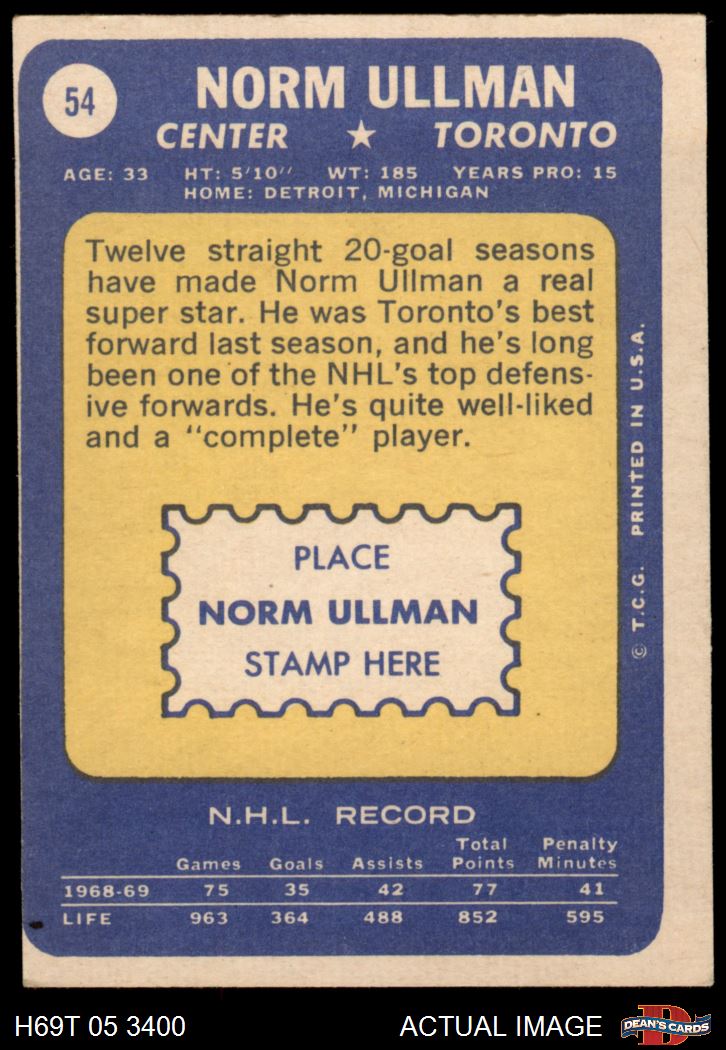 54
NORM ULLMAN
CENTER ★ TORONTO
AGE: 33 HT: 5'10" WT: 185 YEARS PRO: 15
HOME: DETROIT, MICHIGAN
Twelve straight 20-goal seasons
have made Norm Ullman a real
super star. He was Toronto's best
forward last season, and he's long
been one of the NHL's top defens-
ive forwards. He's quite well-liked
and a "complete" player.
PLACE
NORM ULLMAN
STAMP HERE
© T.C.G. PRINTED IN U.S.A.
N.H.L. RECORD
Games Goals Assists Total Points Penalty Minutes
1968-69 75 35 42 77 41
LIFE 963 364 488 852 595
H69T 05 3400 ACTUAL IMAGE
DEAN'S CARDS